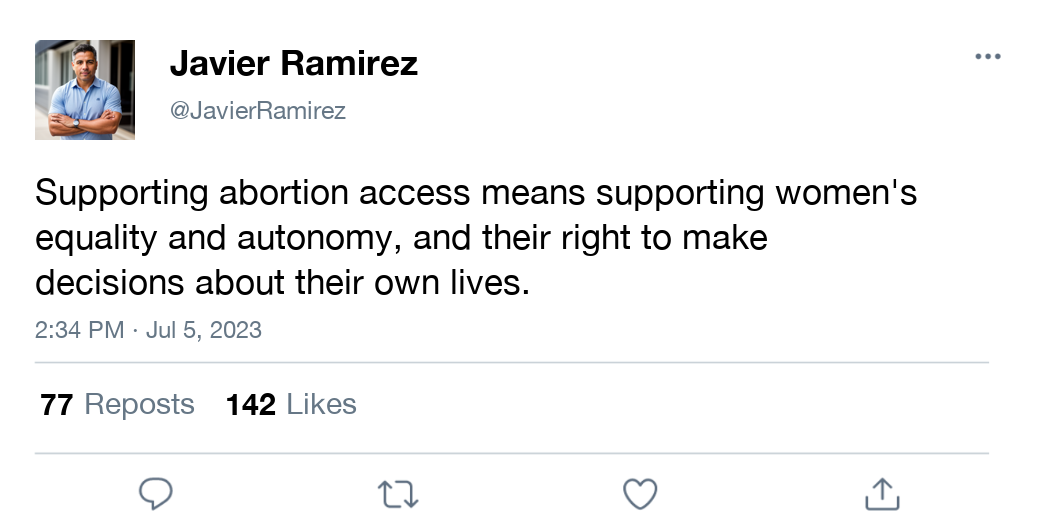 Javier Ramirez
@JavierRamirez
Supporting abortion access means supporting women's
equality and autonomy, and their right to make
decisions about their own lives.
2:34 PM · Jul 5, 2023
77 Reposts 142 Likes